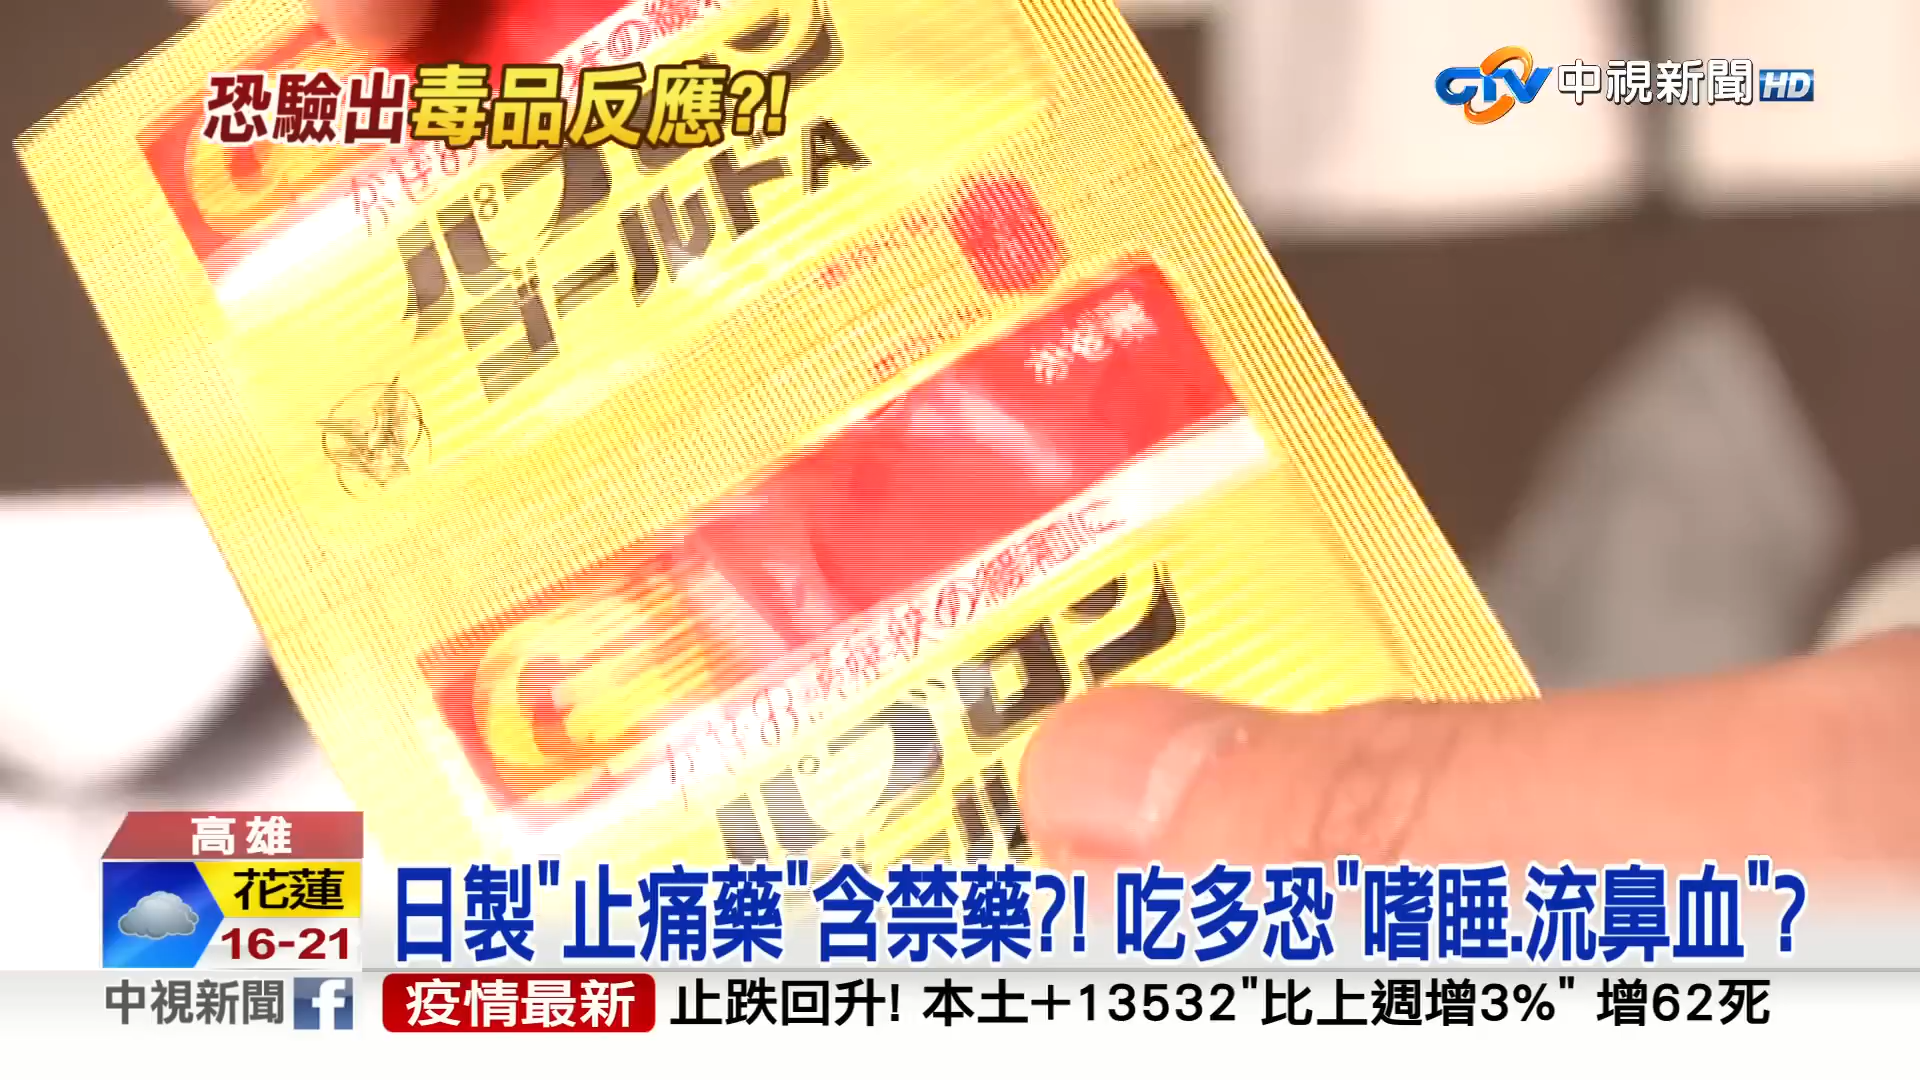 恐驗出毒品反應?!
CTV中視新聞HD
パブロン
ゴールドA
かぜ薬
かぜの諸症状の緩和に
パブロン
高雄
花蓮
16-21
日製"止痛藥"含禁藥?! 吃多恐"嗜睡.流鼻血"?
中視新聞
疫情最新
止跌回升! 本土+13532"比上週增3%" 增62死